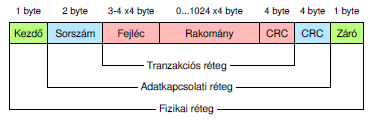 1 byte 2 byte 3-4 x4 byte 0...1024 x4 byte 4 byte 4 byte 1 byte
Kezdő Sorszám Fejléc Rakomány CRC CRC Záró
Tranzakciós réteg
Adatkapcsolati réteg
Fizikai réteg